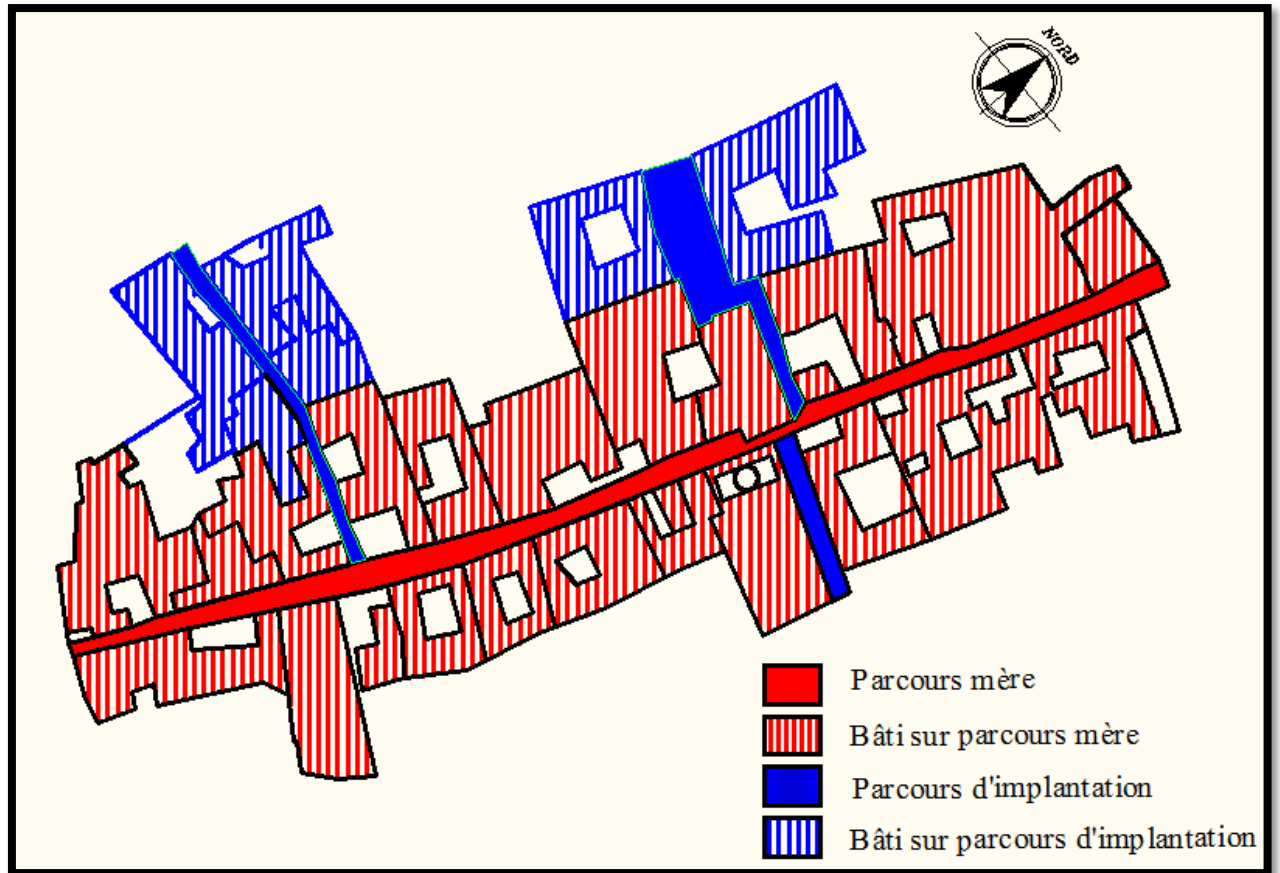 NORD
Parcours mère
Bâti sur parcours mère
Parcours d'implantation
Bâti sur parcours d'implantation